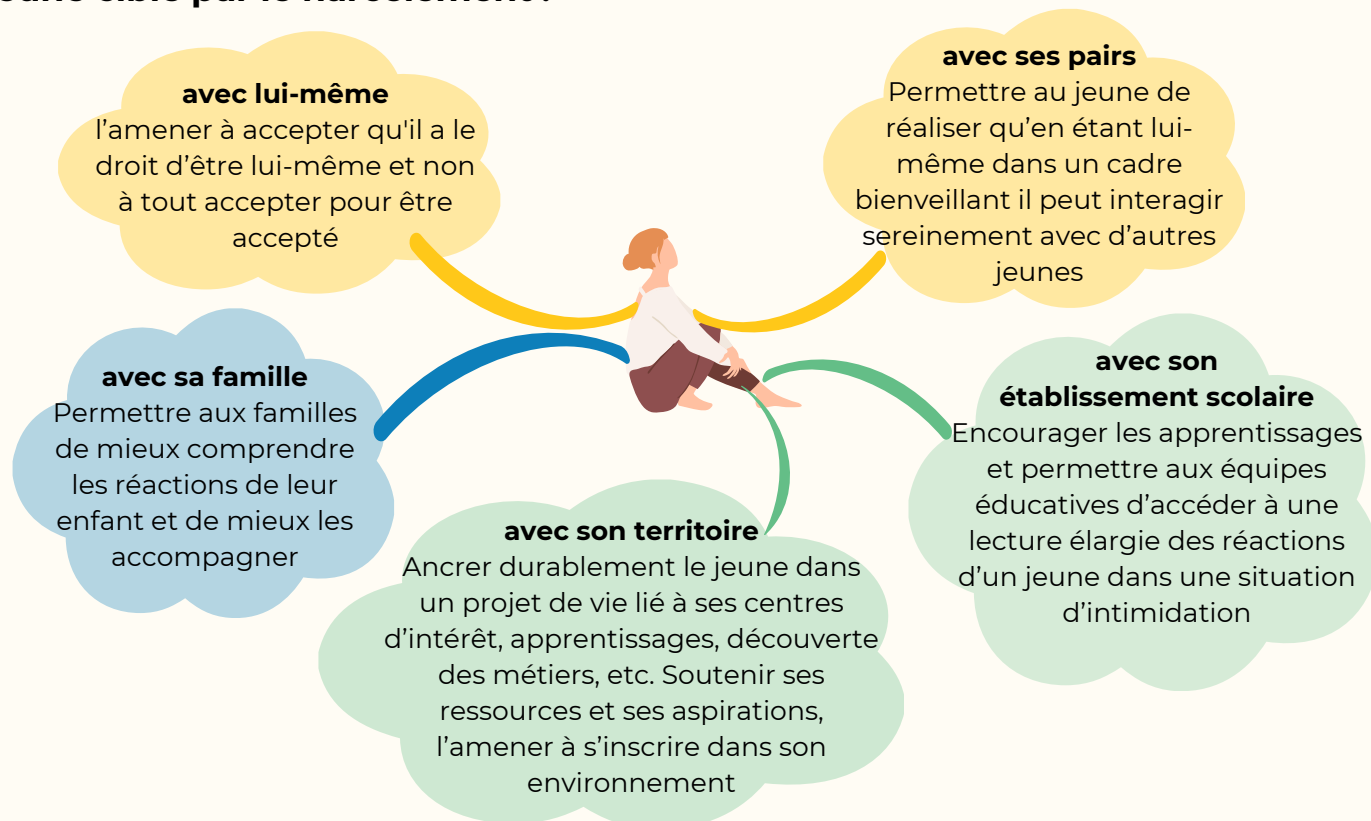 avec lui-même
l'amener à accepter qu'il a le
droit d'être lui-même et non
à tout accepter pour être
accepté
avec ses pairs
Permettre au jeune de
réaliser qu'en étant lui-
même dans un cadre
bienveillant il peut interagir
sereinement avec d'autres
jeunes
avec sa famille
Permettre aux familles
de mieux comprendre
les réactions de leur
enfant et de mieux les
accompagner
avec son
établissement scolaire
Encourager les apprentissages
et permettre aux équipes
éducatives d'accéder à une
lecture élargie des réactions
d'un jeune dans une situation
d'intimidation
avec son territoire
Ancrer durablement le jeune dans
un projet de vie lié à ses centres
d'intérêt, apprentissages, découverte
des métiers, etc. Soutenir ses
ressources et ses aspirations,
l'amener à s'inscrire dans son
environnement